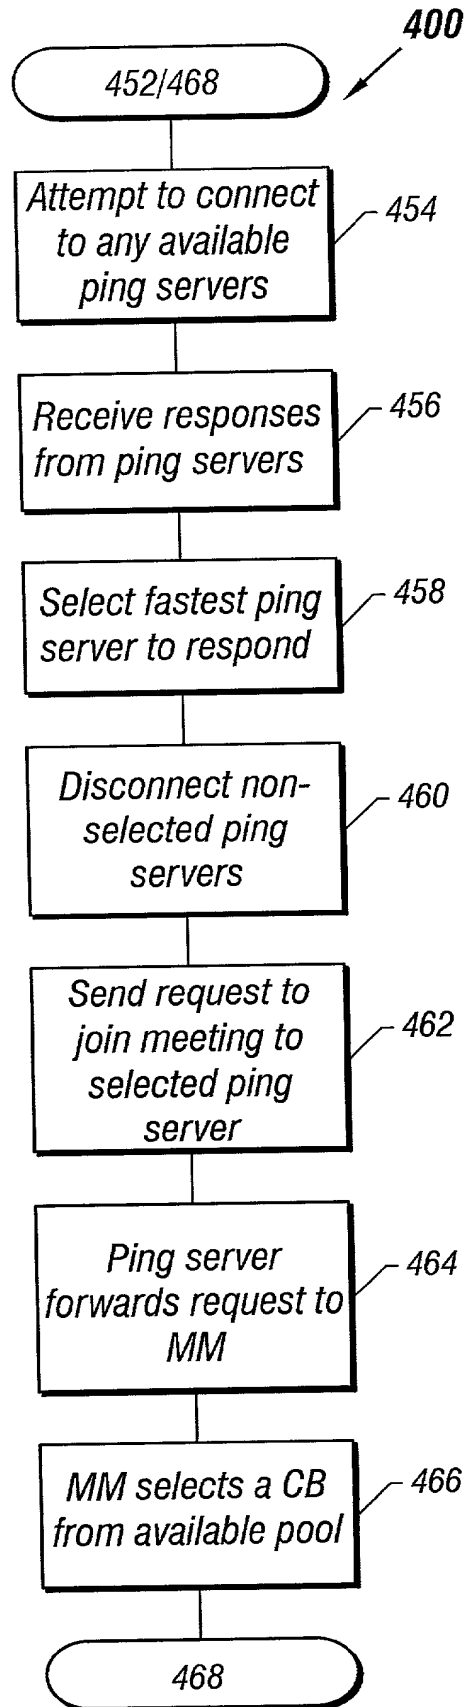 400
452/468
Attempt to connect
to any available
ping servers
454
Receive responses
from ping servers
456
Select fastest ping
server to respond
458
Disconnect non-
selected ping
servers
460
Send request to
join meeting to
selected ping
server
462
Ping server
forwards request to
MM
464
MM selects a CB
from available pool
466
468